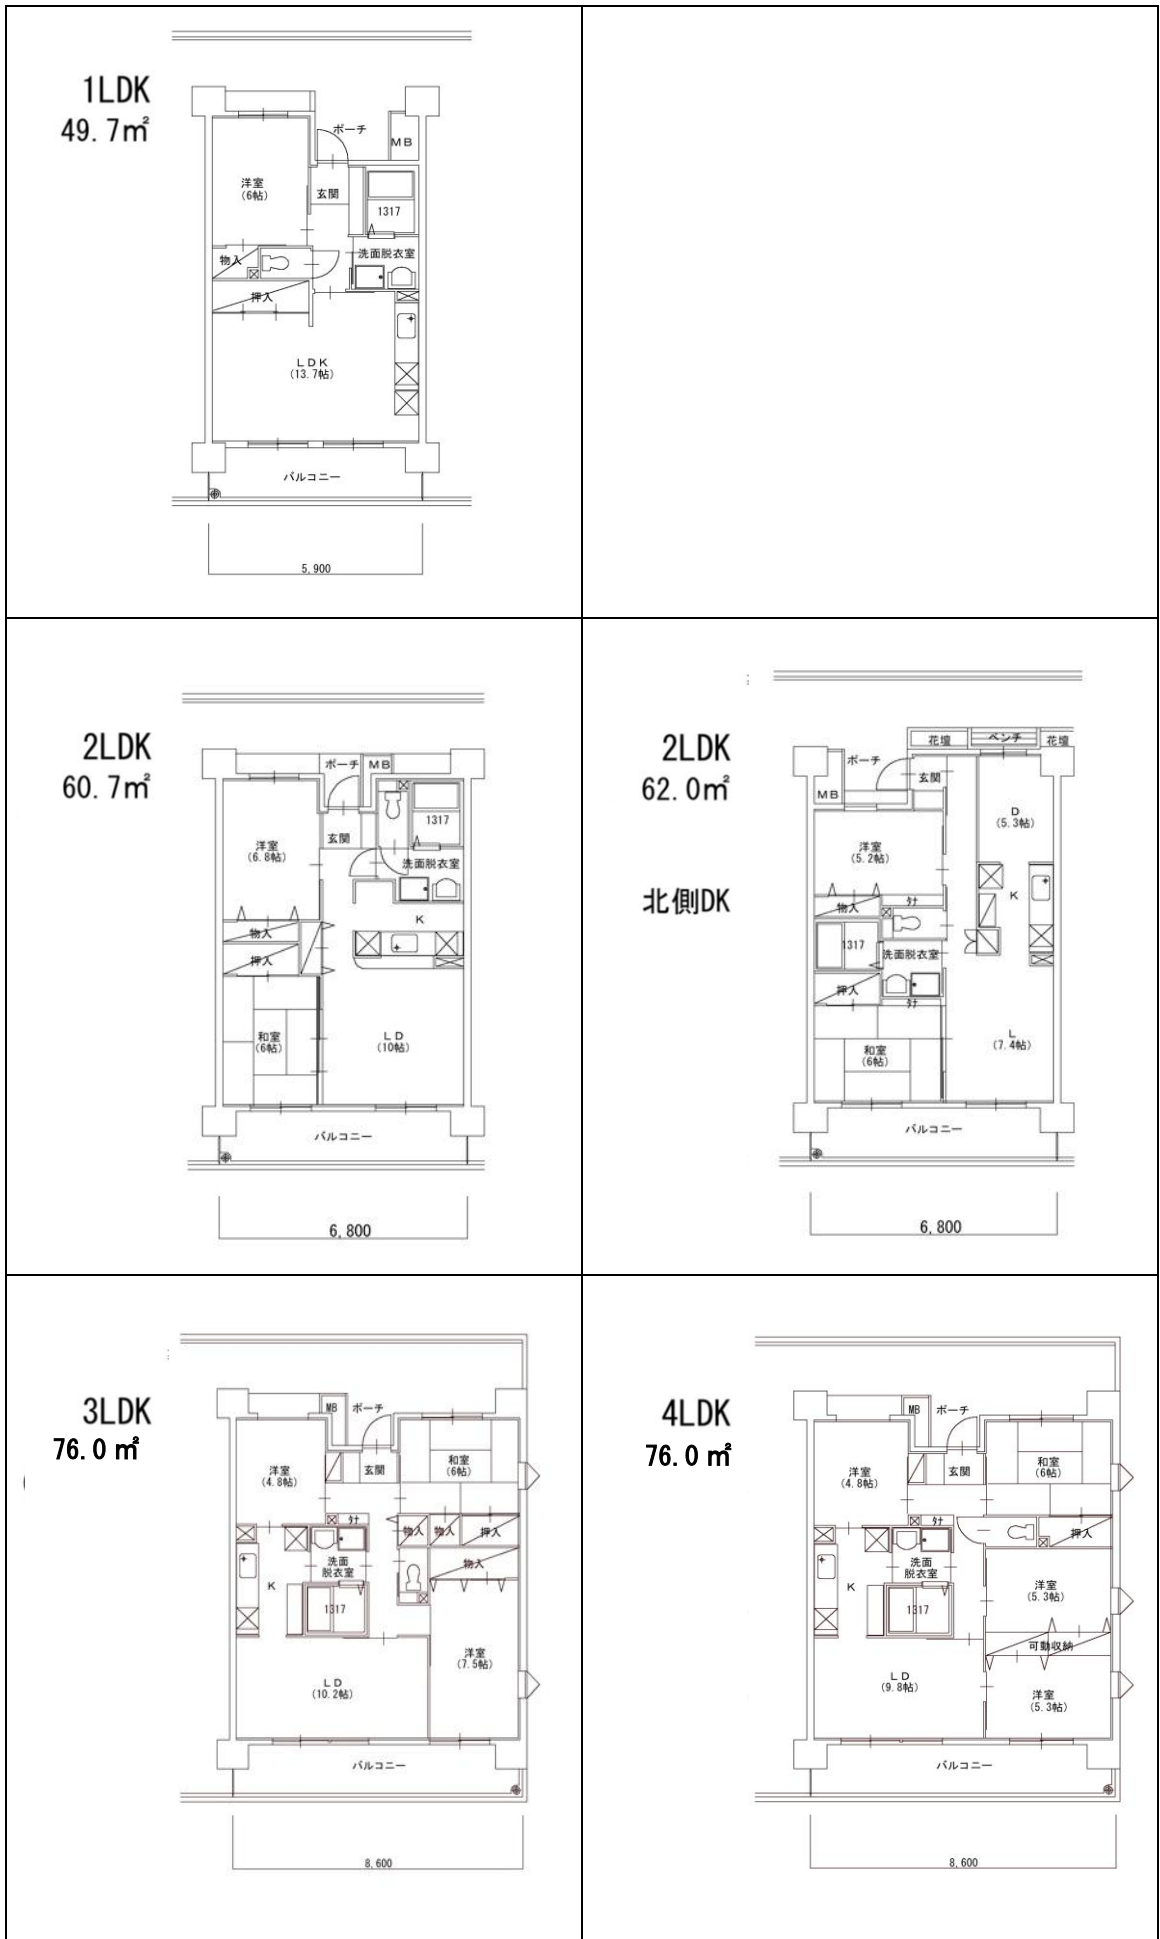 1LDK
49.7㎡
ポーチ
MB
洋室
(6帖)
玄関
1317
物入
洗面脱衣室
押入
LDK
(13.7帖)
バルコニー
5,900
2LDK
60.7㎡
ポーチ
MB
1317
玄関
洋室
(6.8帖)
洗面脱衣室
K
物入
押入
和室
(6帖)
LD
(10帖)
バルコニー
6,800
2LDK
62.0㎡
北側DK
花壇
ベンチ
花壇
ポーチ
玄関
MB
D
(5.3帖)
洋室
(5.2帖)
K
タナ
物入
1317
洗面脱衣室
押入
タナ
L
(7.4帖)
和室
(6帖)
バルコニー
6,800
3LDK
76.0㎡
MB
ポーチ
和室
(6帖)
玄関
洋室
(4.8帖)
タナ
物入
物入
押入
洗面
脱衣室
物入
K
1317
洋室
(7.5帖)
LD
(10.2帖)
バルコニー
8,600
4LDK
76.0㎡
MB
ポーチ
和室
(6帖)
玄関
洋室
(4.8帖)
タナ
押入
洗面
脱衣室
K
洋室
(5.3帖)
1317
可動収納
LD
(9.8帖)
洋室
(5.3帖)
バルコニー
8,600